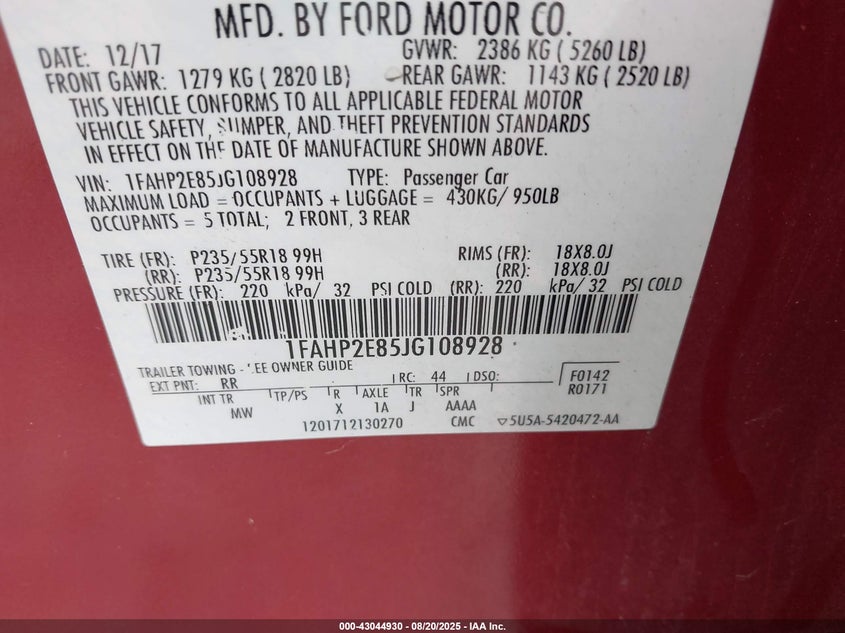 MFD. BY FORD MOTOR CO.
DATE: 12/17 GVWR: 2386 KG ( 5260 LB)
FRONT GAWR: 1279 KG ( 2820 LB) REAR GAWR: 1143 KG ( 2520 LB)
THIS VEHICLE CONFORMS TO ALL APPLICABLE FEDERAL MOTOR
VEHICLE SAFETY, BUMPER, AND THEFT PREVENTION STANDARDS
IN EFFECT ON THE DATE OF MANUFACTURE SHOWN ABOVE.
VIN: 1FAHP2E85JG108928 TYPE: Passenger Car
MAXIMUM LOAD = OCCUPANTS + LUGGAGE = 430KG/ 950LB
OCCUPANTS = 5 TOTAL; 2 FRONT, 3 REAR
TIRE (FR): P235/55R18 99H RIMS (FR): 18X8.0J
(RR): P235/55R18 99H (RR): 18X8.0J
PRESSURE (FR): 220 kPa/ 32 PSI COLD (RR): 220 kPa/ 32 PSI COLD
1FAHP2E85JG108928
TRAILER TOWING - SEE OWNER GUIDE
EXT PNT: RR RC: 44 DSO: F0142
INT TR TP/PS R AXLE TR SPR R0171
MW X 1A J AAAA
1201712130270 CMC ▽5U5A-5420472-AA
000-43044930 - 08/20/2025 - IAA Inc.